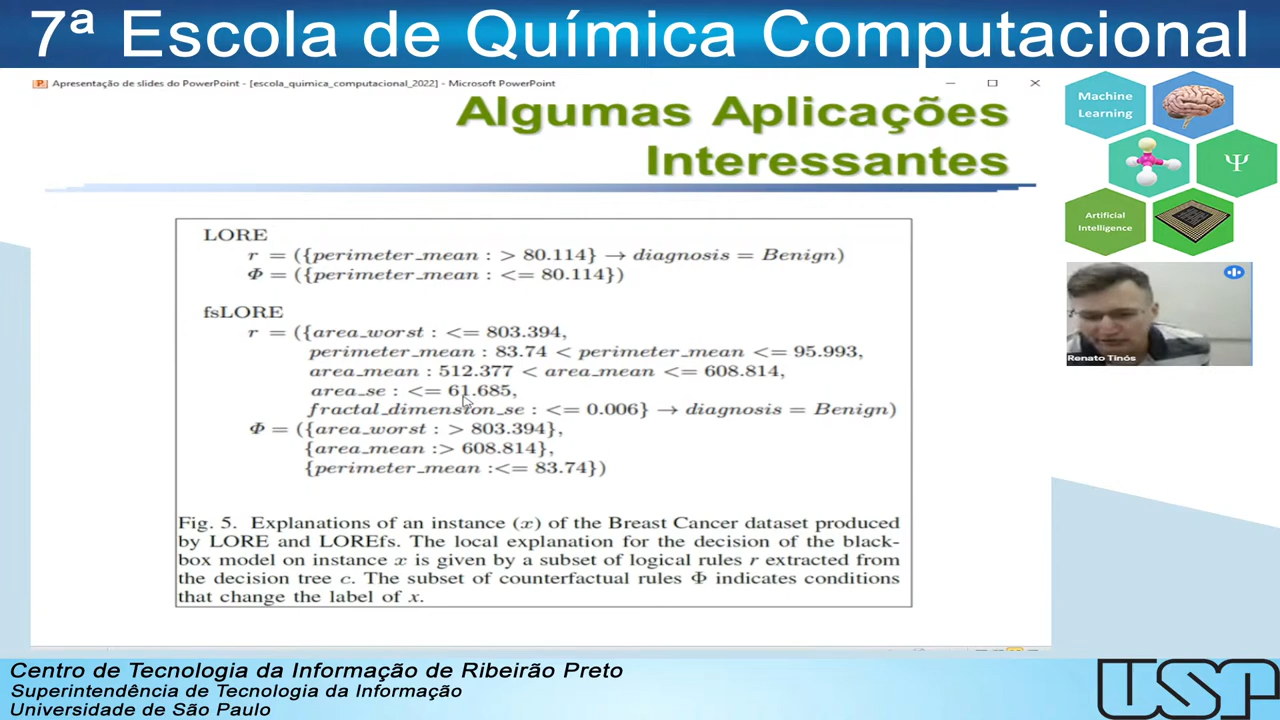 7ª Escola de Química Computacional
Apresentação de slides do PowerPoint - [escola_quimica_computacional_2022] - Microsoft PowerPoint
Algumas Aplicações
Interessantes
Machine
Learning
Ψ
Artificial
Intelligence
Renato Tinós
LORE
r = ({perimeter_mean : > 80.114} → diagnosis = Benign)
Φ = ({perimeter_mean : <= 80.114})
fsLORE
r = ({area_worst : <= 803.394,
perimeter_mean : 83.74 < perimeter_mean <= 95.993,
area_mean : 512.377 < area_mean <= 608.814,
area_se : <= 61.685,
fractal_dimension_se : <= 0.006} → diagnosis = Benign)
Φ = ({area_worst : > 803.394},
{area_mean :> 608.814},
{perimeter_mean :<= 83.74})
Fig. 5. Explanations of an instance (x) of the Breast Cancer dataset produced
by LORE and LOREfs. The local explanation for the decision of the black-
box model on instance x is given by a subset of logical rules r extracted from
the decision tree c. The subset of counterfactual rules Φ indicates conditions
that change the label of x.
Centro de Tecnologia da Informação de Ribeirão Preto
Superintendência de Tecnologia da Informação
Universidade de São Paulo
USP